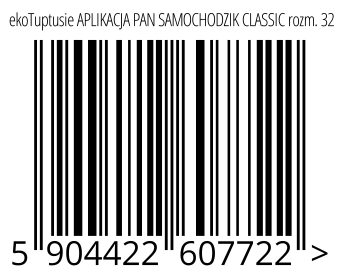 ekoTuptusie APLIKACJA PAN SAMOCHODZIK CLASSIC rozm. 32
5 904422 607722 >